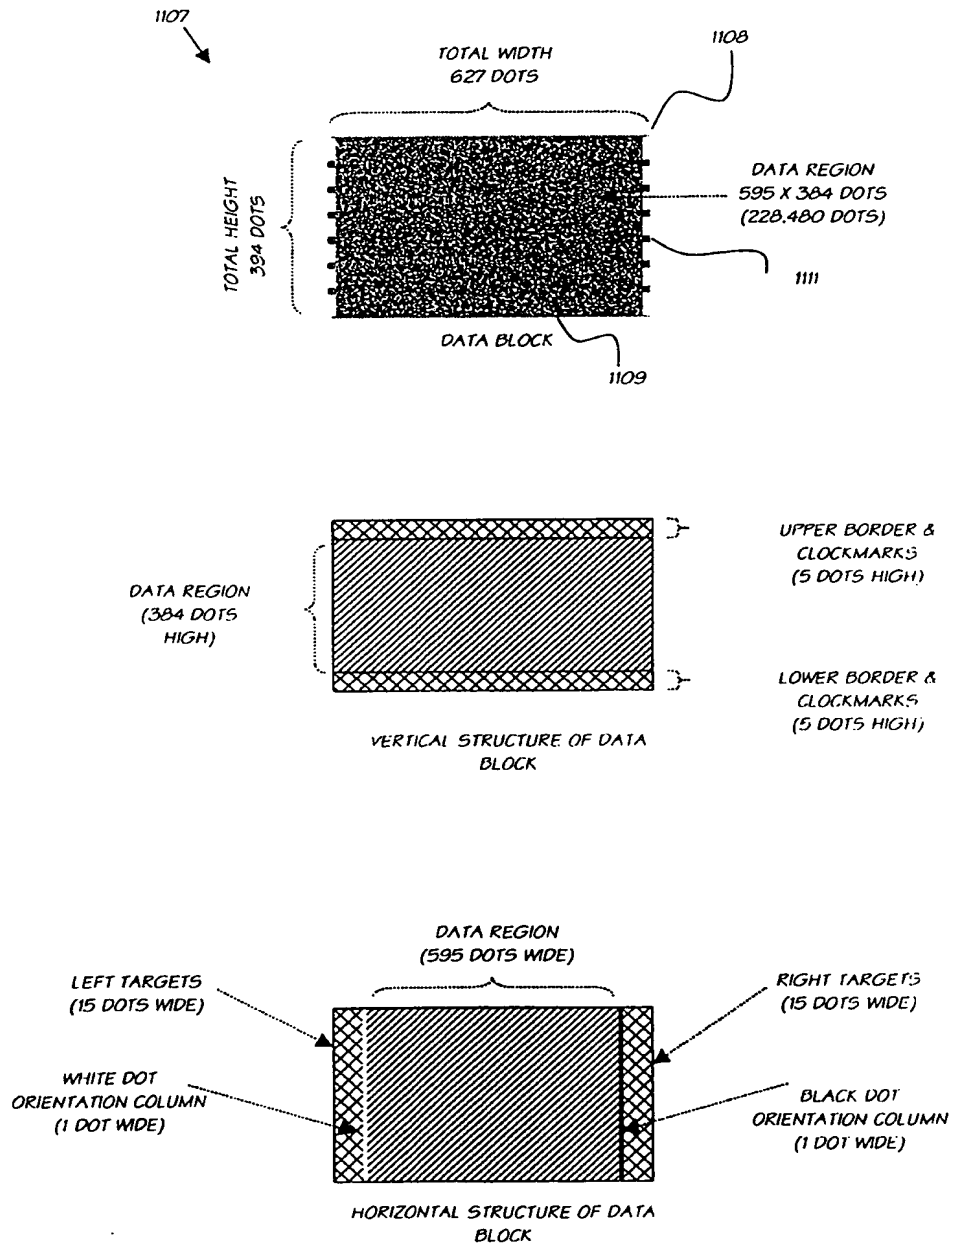 1107
TOTAL WIDTH
627 DOTS
1108
TOTAL HEIGHT
394 DOTS
DATA REGION
595 X 384 DOTS
(228,480 DOTS)
1111
DATA BLOCK
1109
UPPER BORDER &
CLOCKMARKS
(5 DOTS HIGH)
DATA REGION
(384 DOTS
HIGH)
LOWER BORDER &
CLOCKMARKS
(5 DOTS HIGH)
VERTICAL STRUCTURE OF DATA
BLOCK
DATA REGION
(595 DOTS WIDE)
LEFT TARGETS
(15 DOTS WIDE)
RIGHT TARGETS
(15 DOTS WIDE)
WHITE DOT
ORIENTATION COLUMN
(1 DOT WIDE)
BLACK DOT
ORIENTATION COLUMN
(1 DOT WIDE)
HORIZONTAL STRUCTURE OF DATA
BLOCK